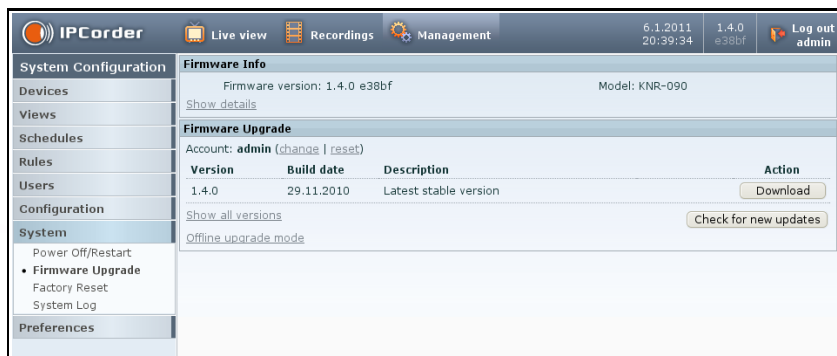 IPCorder Live view Recordings Management 6.1.2011 20:39:34 1.4.0 e38bf Log out admin
System Configuration
Devices
Views
Schedules
Rules
Users
Configuration
System
Power Off/Restart
• Firmware Upgrade
Factory Reset
System Log
Preferences
Firmware Info
Firmware version: 1.4.0 e38bf Model: KNR-090
Show details
Firmware Upgrade
Account: admin (change | reset)
Version Build date Description Action
1.4.0 29.11.2010 Latest stable version Download
Show all versions Check for new updates
Offline upgrade mode